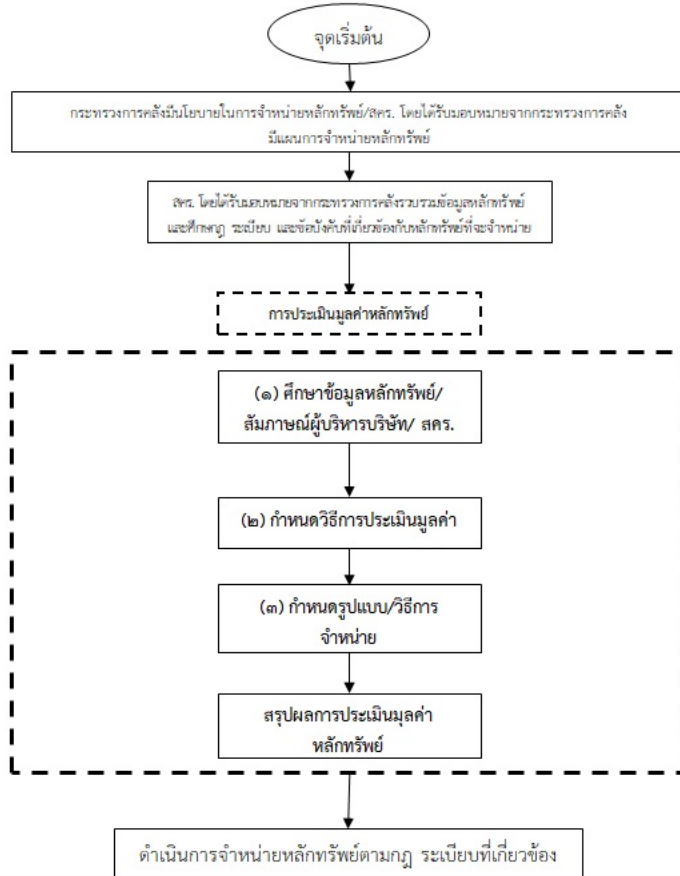 จุดเริ่มต้น
กระทรวงการคลังมีนโยบายในการจำหน่ายหลักทรัพย์/สคร. โดยได้รับมอบหมายจากกระทรวงการคลัง
มีแผนการจำหน่ายหลักทรัพย์
สคร. โดยได้รับมอบหมายจากกระทรวงการคลังรวบรวมข้อมูลหลักทรัพย์
และศึกษากฎ ระเบียบ และข้อบังคับที่เกี่ยวข้องกับหลักทรัพย์ที่จะจำหน่าย
การประเมินมูลค่าหลักทรัพย์
(๑) ศึกษาข้อมูลหลักทรัพย์/
สัมภาษณ์ผู้บริหารบริษัท/ สคร.
(๒) กำหนดวิธีการประเมินมูลค่า
(๓) กำหนดรูปแบบ/วิธีการ
จำหน่าย
สรุปผลการประเมินมุลค่า
หลักทรัพย์
ดำเนินการจำหน่ายหลักทรัพย์ตามกฎ ระเบียบที่เกี่ยวข้อง